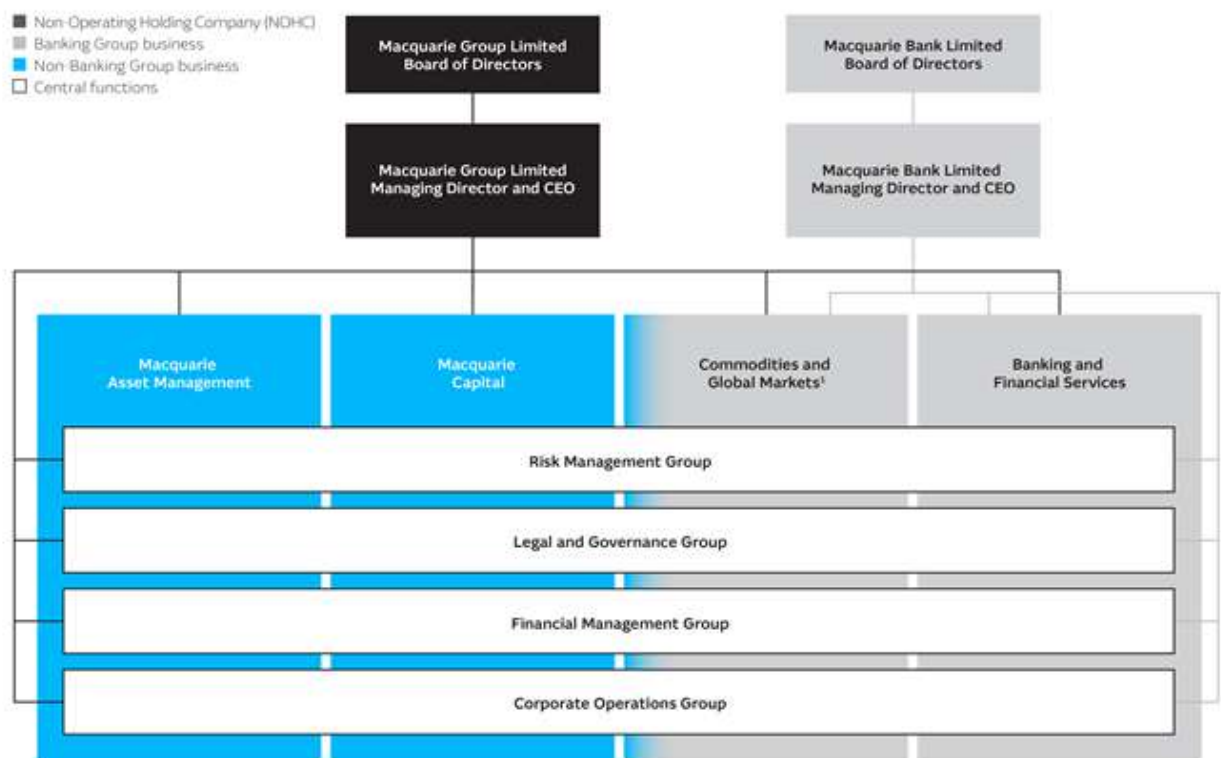 Non-Operating Holding Company (NOHC)
Banking Group business
Non-Banking Group business
Central functions
Macquarie Group Limited
Board of Directors
Macquarie Bank Limited
Board of Directors
Macquarie Group Limited
Managing Director and CEO
Macquarie Bank Limited
Managing Director and CEO
Macquarie
Asset Management
Macquarie
Capital
Commodities and
Global Markets¹
Banking and
Financial Services
Risk Management Group
Legal and Governance Group
Financial Management Group
Corporate Operations Group